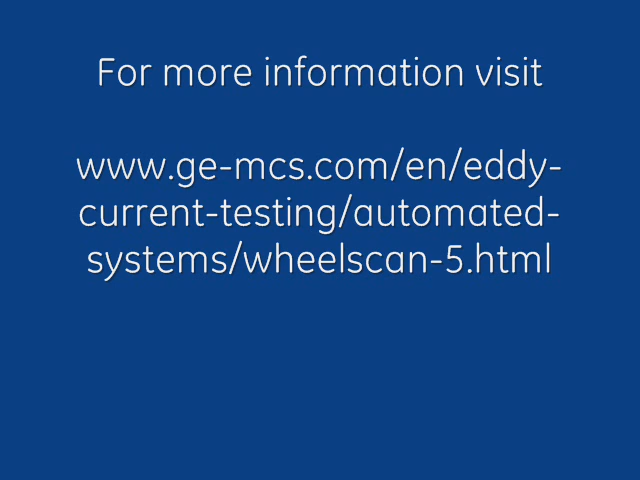 For more information visit
www.ge-mcs.com/en/eddy-
current-testing/automated-
systems/wheelscan-5.html